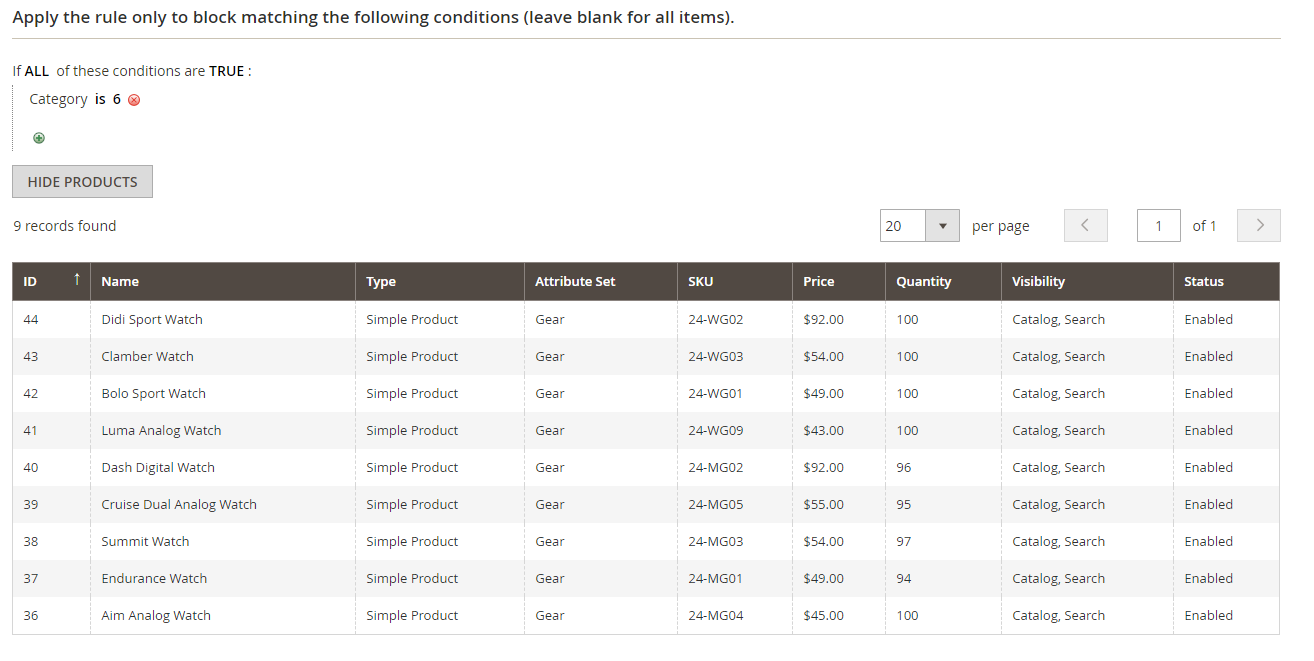 Apply the rule only to block matching the following conditions (leave blank for all items).
If ALL of these conditions are TRUE :
Category is 6
HIDE PRODUCTS
9 records found 20 per page 1 of 1
ID ↑ Name Type Attribute Set SKU Price Quantity Visibility Status
44 Didi Sport Watch Simple Product Gear 24-WG02 $92.00 100 Catalog, Search Enabled
43 Clamber Watch Simple Product Gear 24-WG03 $54.00 100 Catalog, Search Enabled
42 Bolo Sport Watch Simple Product Gear 24-WG01 $49.00 100 Catalog, Search Enabled
41 Luma Analog Watch Simple Product Gear 24-WG09 $43.00 100 Catalog, Search Enabled
40 Dash Digital Watch Simple Product Gear 24-MG02 $92.00 96 Catalog, Search Enabled
39 Cruise Dual Analog Watch Simple Product Gear 24-MG05 $55.00 95 Catalog, Search Enabled
38 Summit Watch Simple Product Gear 24-MG03 $54.00 97 Catalog, Search Enabled
37 Endurance Watch Simple Product Gear 24-MG01 $49.00 94 Catalog, Search Enabled
36 Aim Analog Watch Simple Product Gear 24-MG04 $45.00 100 Catalog, Search Enabled